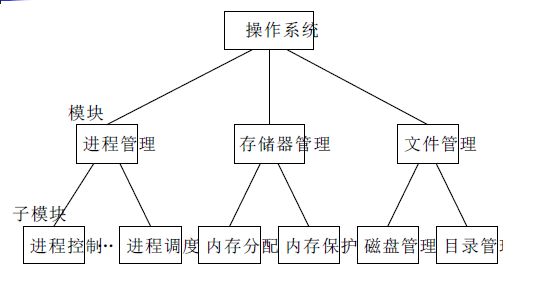 操作系统
模块
进程管理
存储器管理
文件管理
子模块
进程控制
…
进程调度
内存分配
内存保护
磁盘管理
目录管